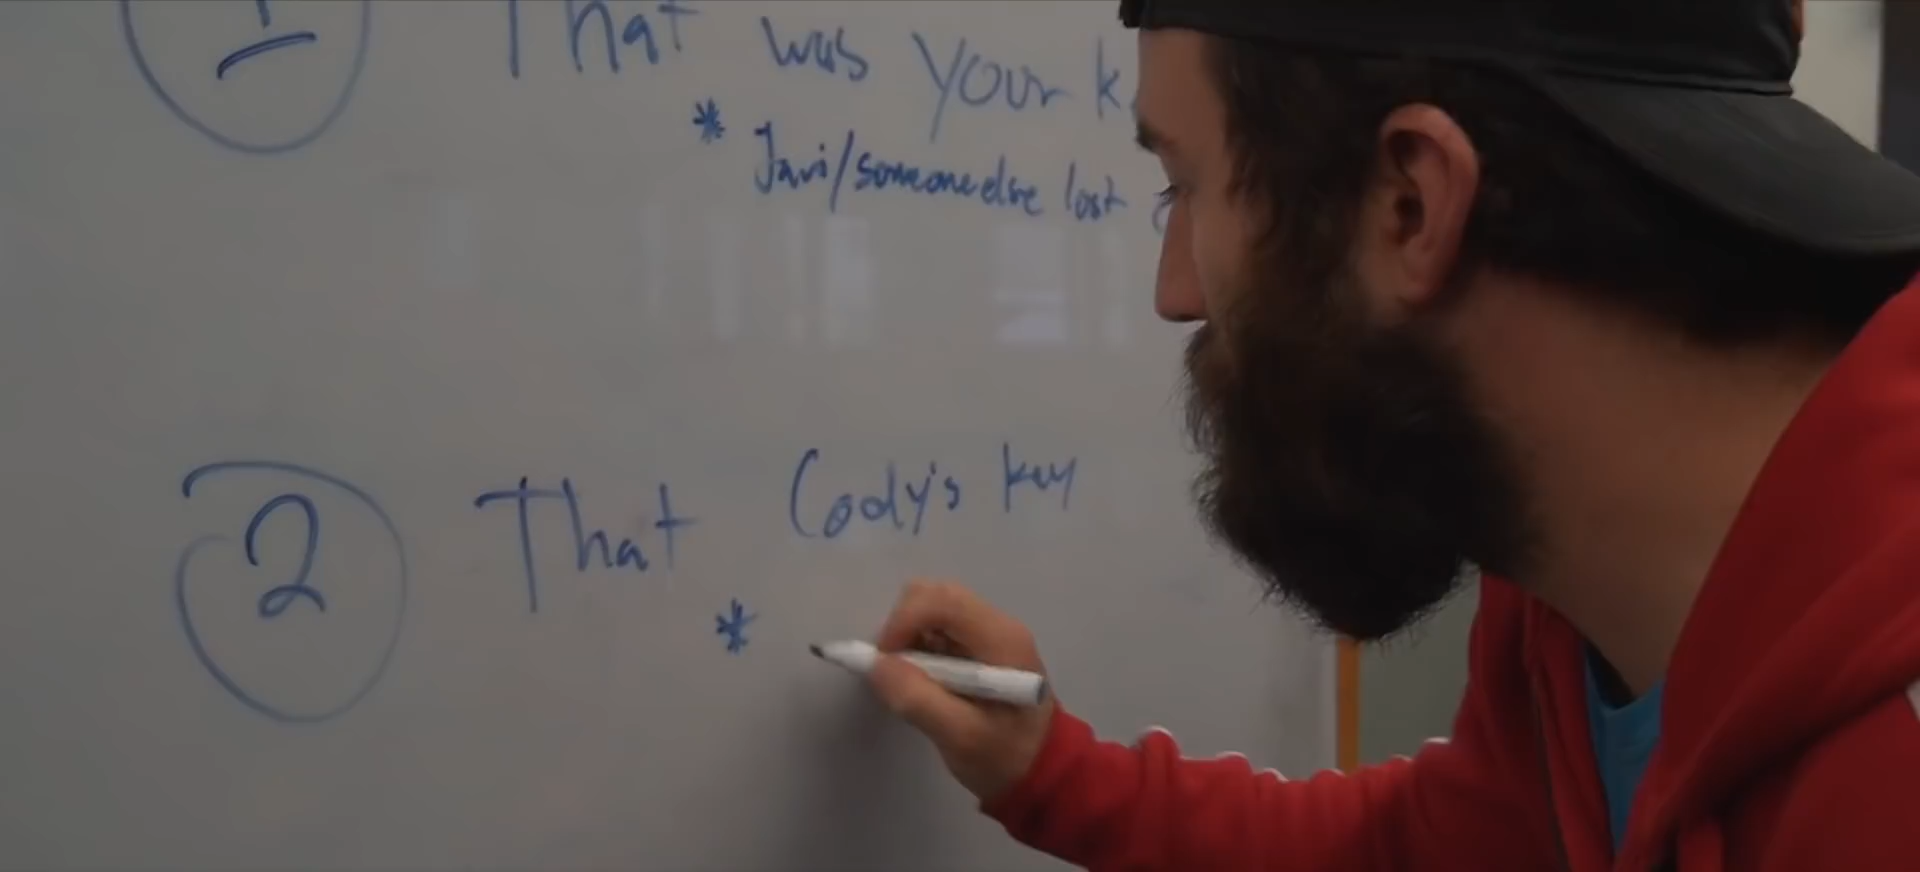 1 That was your
* Javi/someone else lost
2 That Cody's key
*